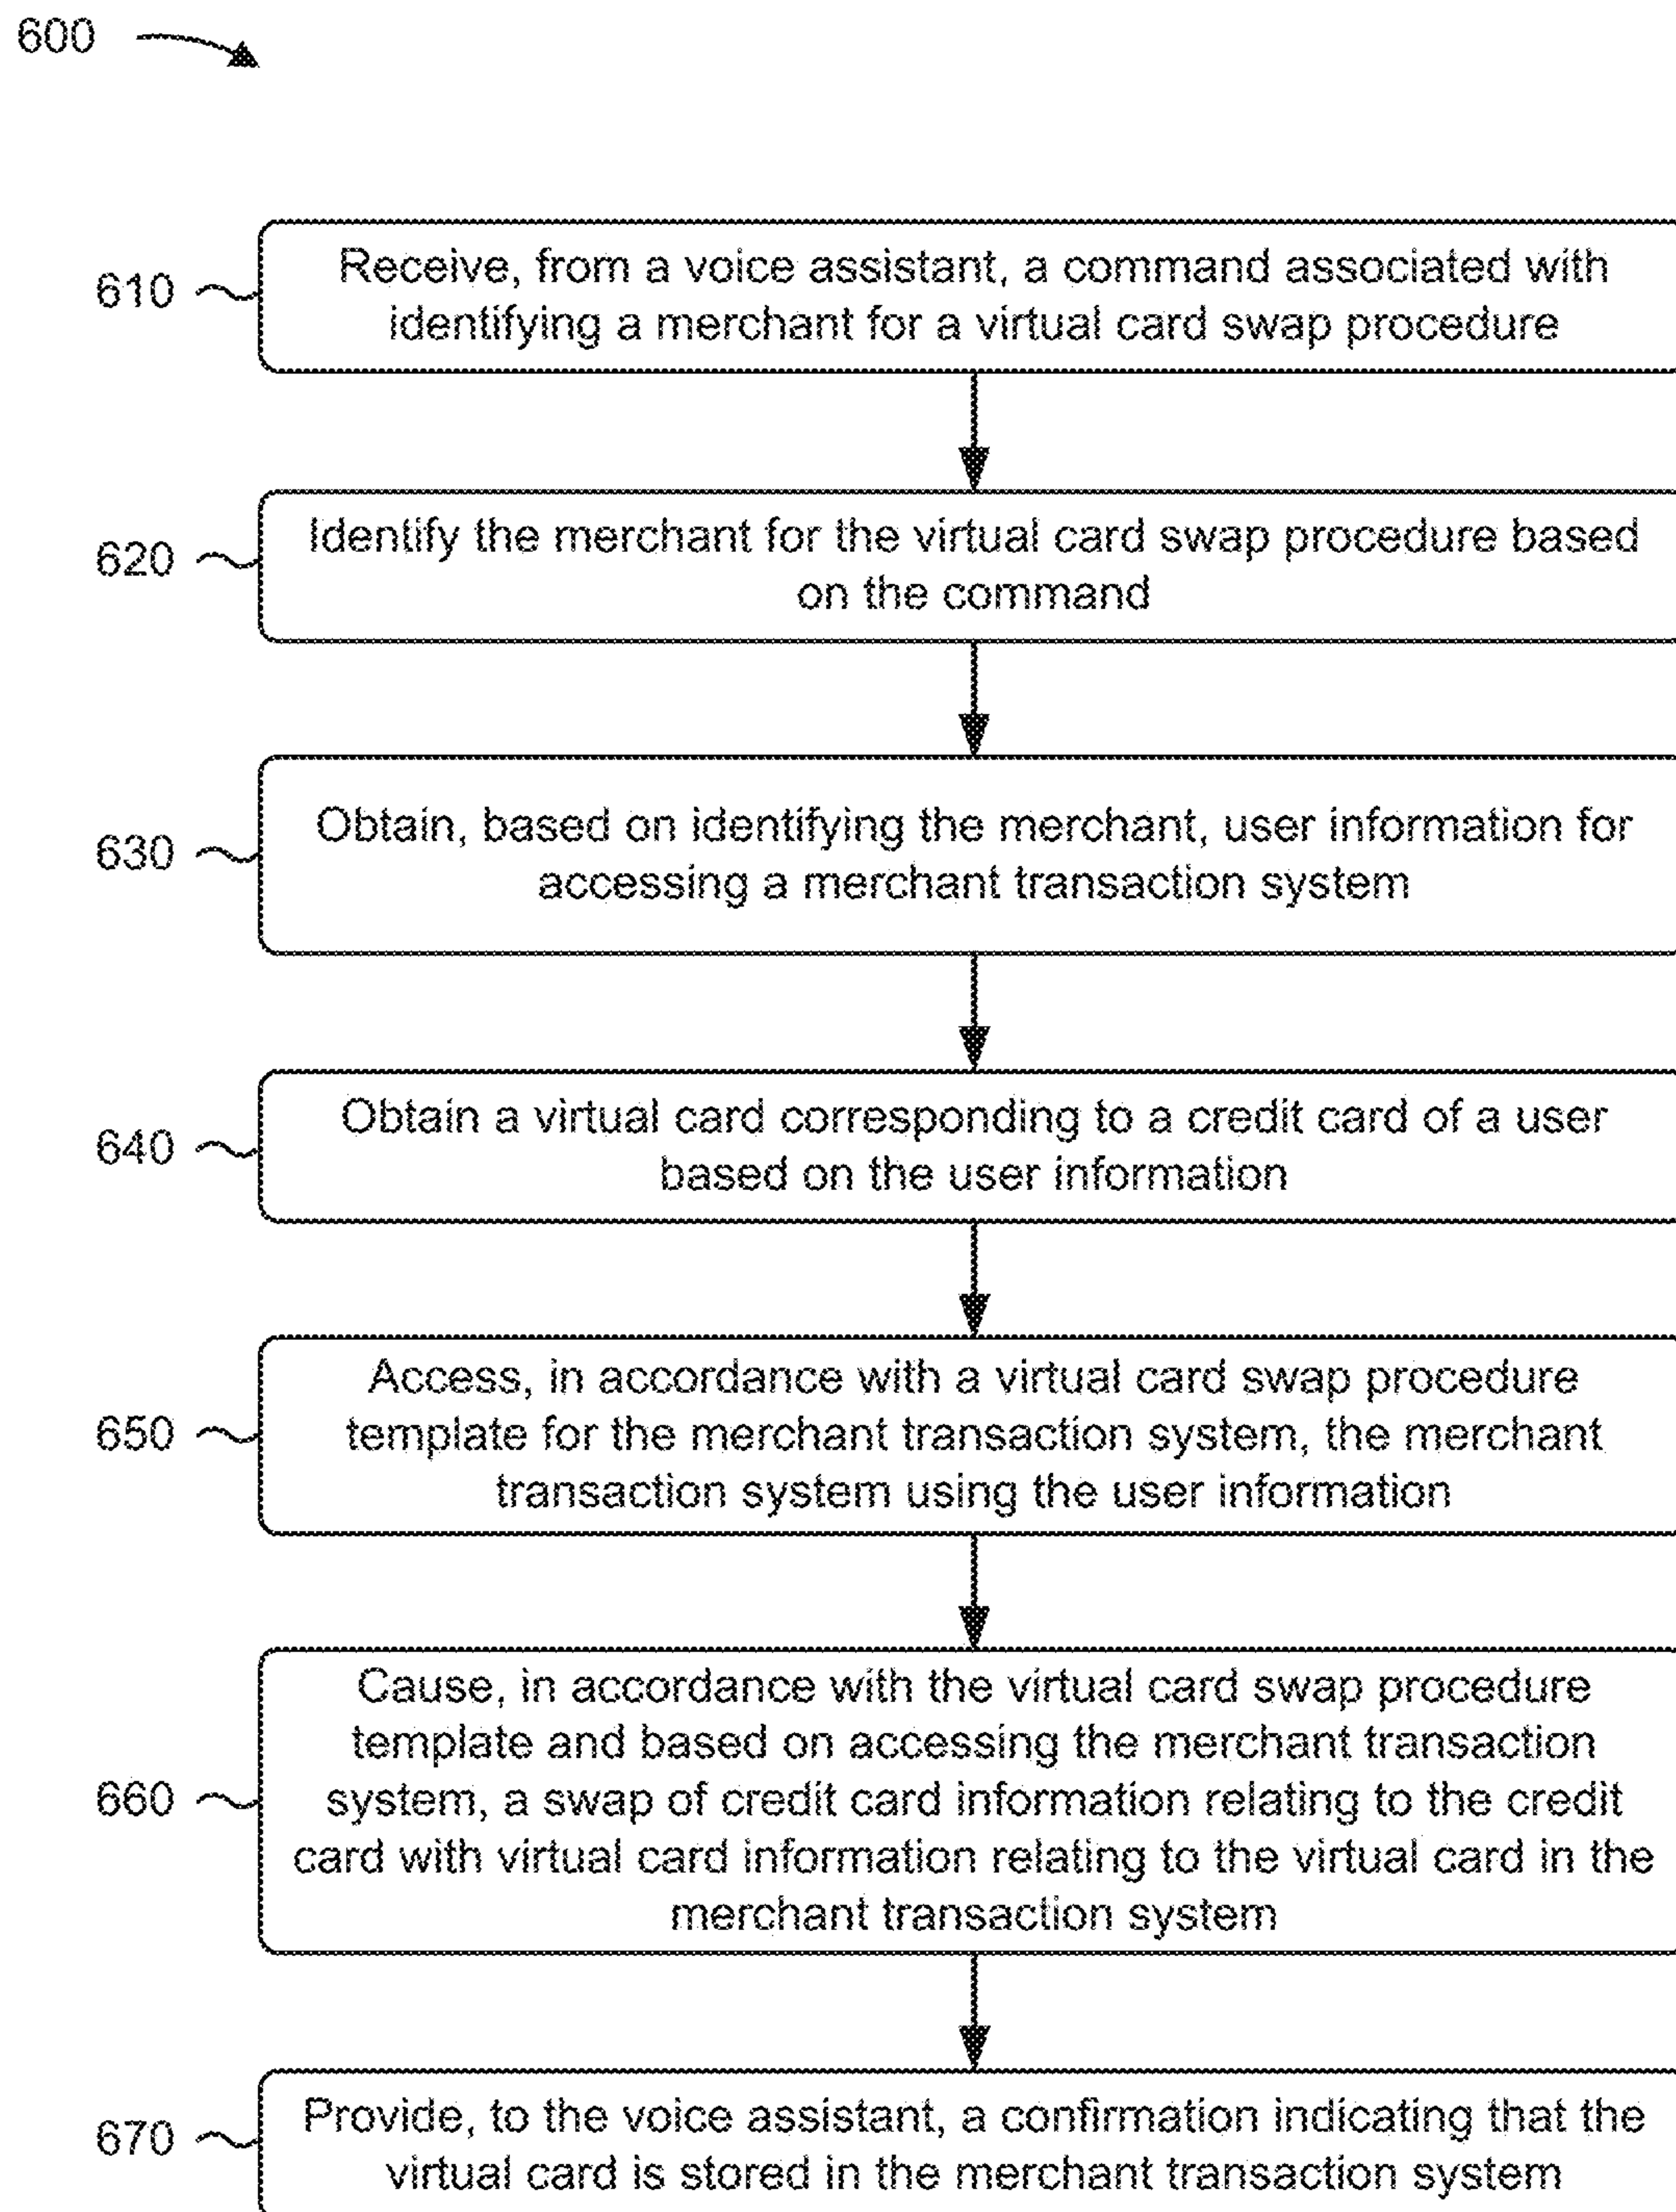 600
610
Receive, from a voice assistant, a command associated with
identifying a merchant for a virtual card swap procedure
620
Identify the merchant for the virtual card swap procedure based
on the command
630
Obtain, based on identifying the merchant, user information for
accessing a merchant transaction system
640
Obtain a virtual card corresponding to a credit card of a user
based on the user information
650
Access, in accordance with a virtual card swap procedure
template for the merchant transaction system, the merchant
transaction system using the user information
660
Cause, in accordance with the virtual card swap procedure
template and based on accessing the merchant transaction
system, a swap of credit card information relating to the credit
card with virtual card information relating to the virtual card in the
merchant transaction system
670
Provide, to the voice assistant, a confirmation indicating that the
virtual card is stored in the merchant transaction system